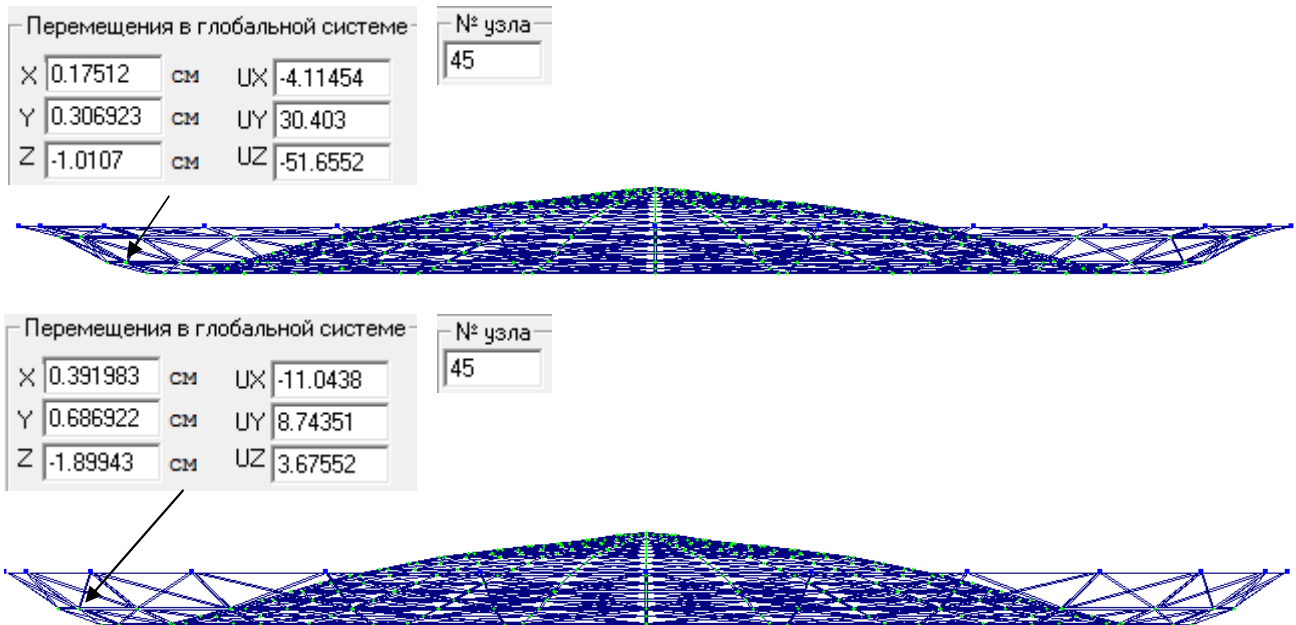 Перемещения в глобальной системе
№ узла
X 0.17512 см UX -4.11454
45
Y 0.306923 см UY 30.403
Z -1.0107 см UZ -51.6552
Перемещения в глобальной системе
№ узла
X 0.391983 см UX -11.0438
45
Y 0.686922 см UY 8.74351
Z -1.89943 см UZ 3.67552